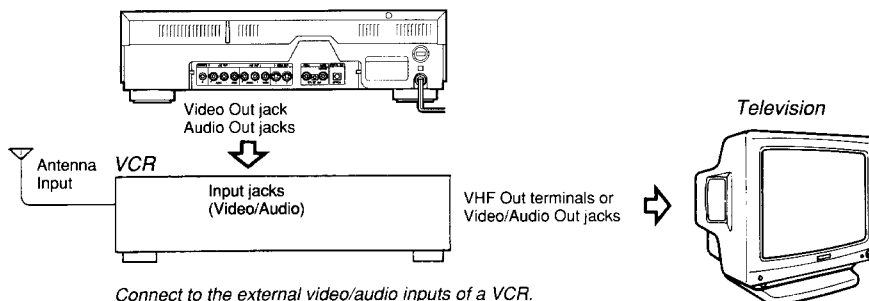 Video Out jack
Audio Out jacks
Television
Antenna
Input
VCR
Input jacks
(Video/Audio)
VHF Out terminals or
Video/Audio Out jacks
Connect to the external video/audio inputs of a VCR.